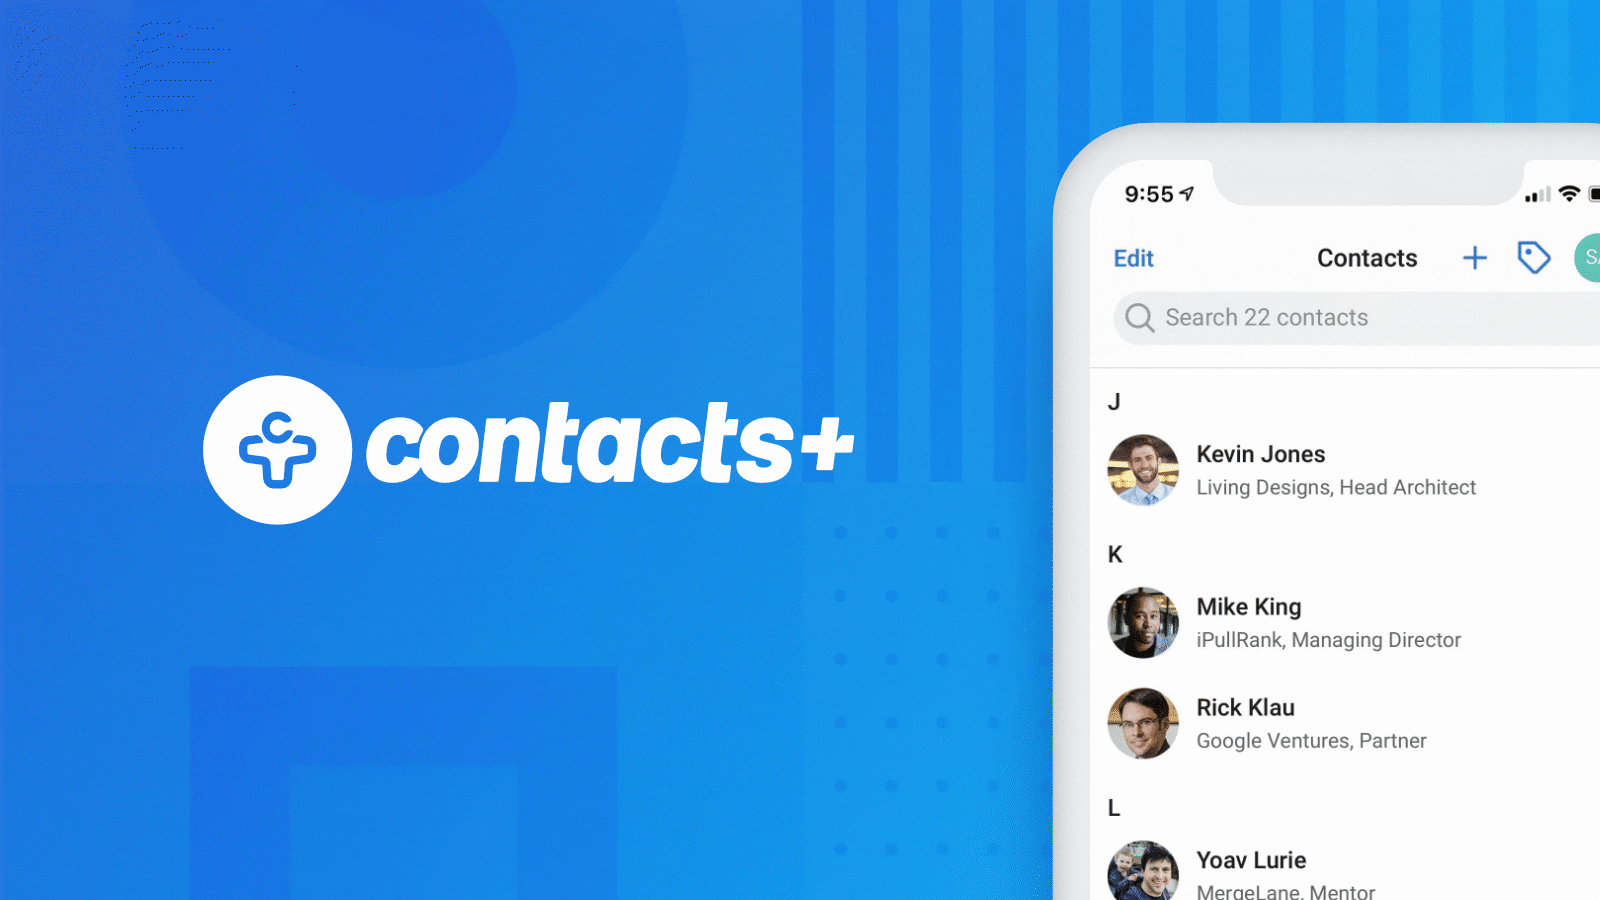 contacts+
9:55
Edit
Contacts
Search 22 contacts
J
Kevin Jones
Living Designs, Head Architect
K
Mike King
iPullRank, Managing Director
Rick Klau
Google Ventures, Partner
L
Yoav Lurie
MergeLane, Mentor